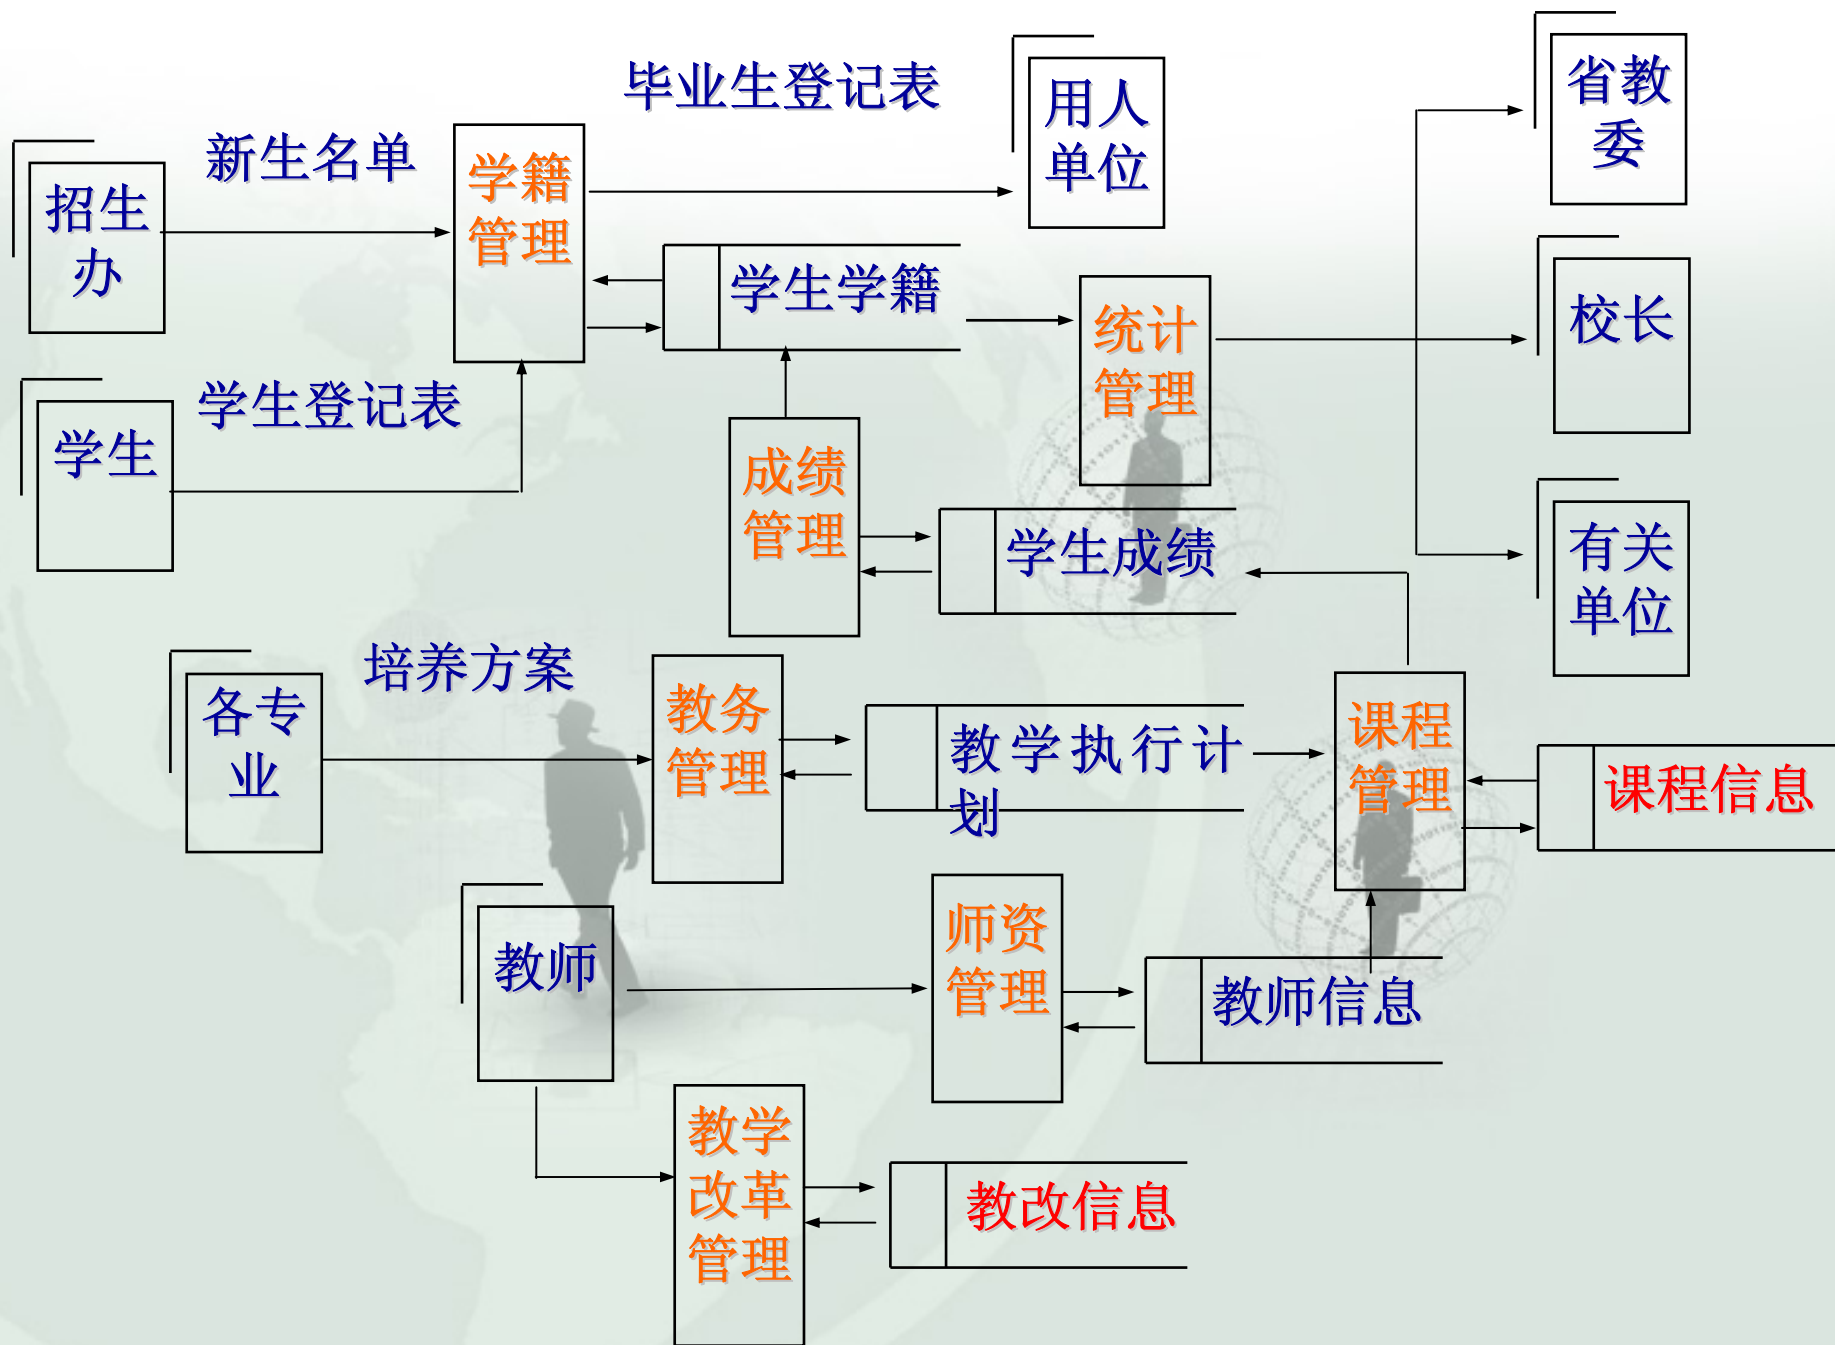 毕业生登记表
用人
单位
省教
委
新生名单
招生
办
学籍
管理
学生学籍
统计
管理
校长
学生登记表
学生
成绩
管理
学生成绩
有关
单位
培养方案
各专
业
教务
管理
教学执行计
划
课程
管理
课程信息
教师
师资
管理
教师信息
教学
改革
管理
教改信息